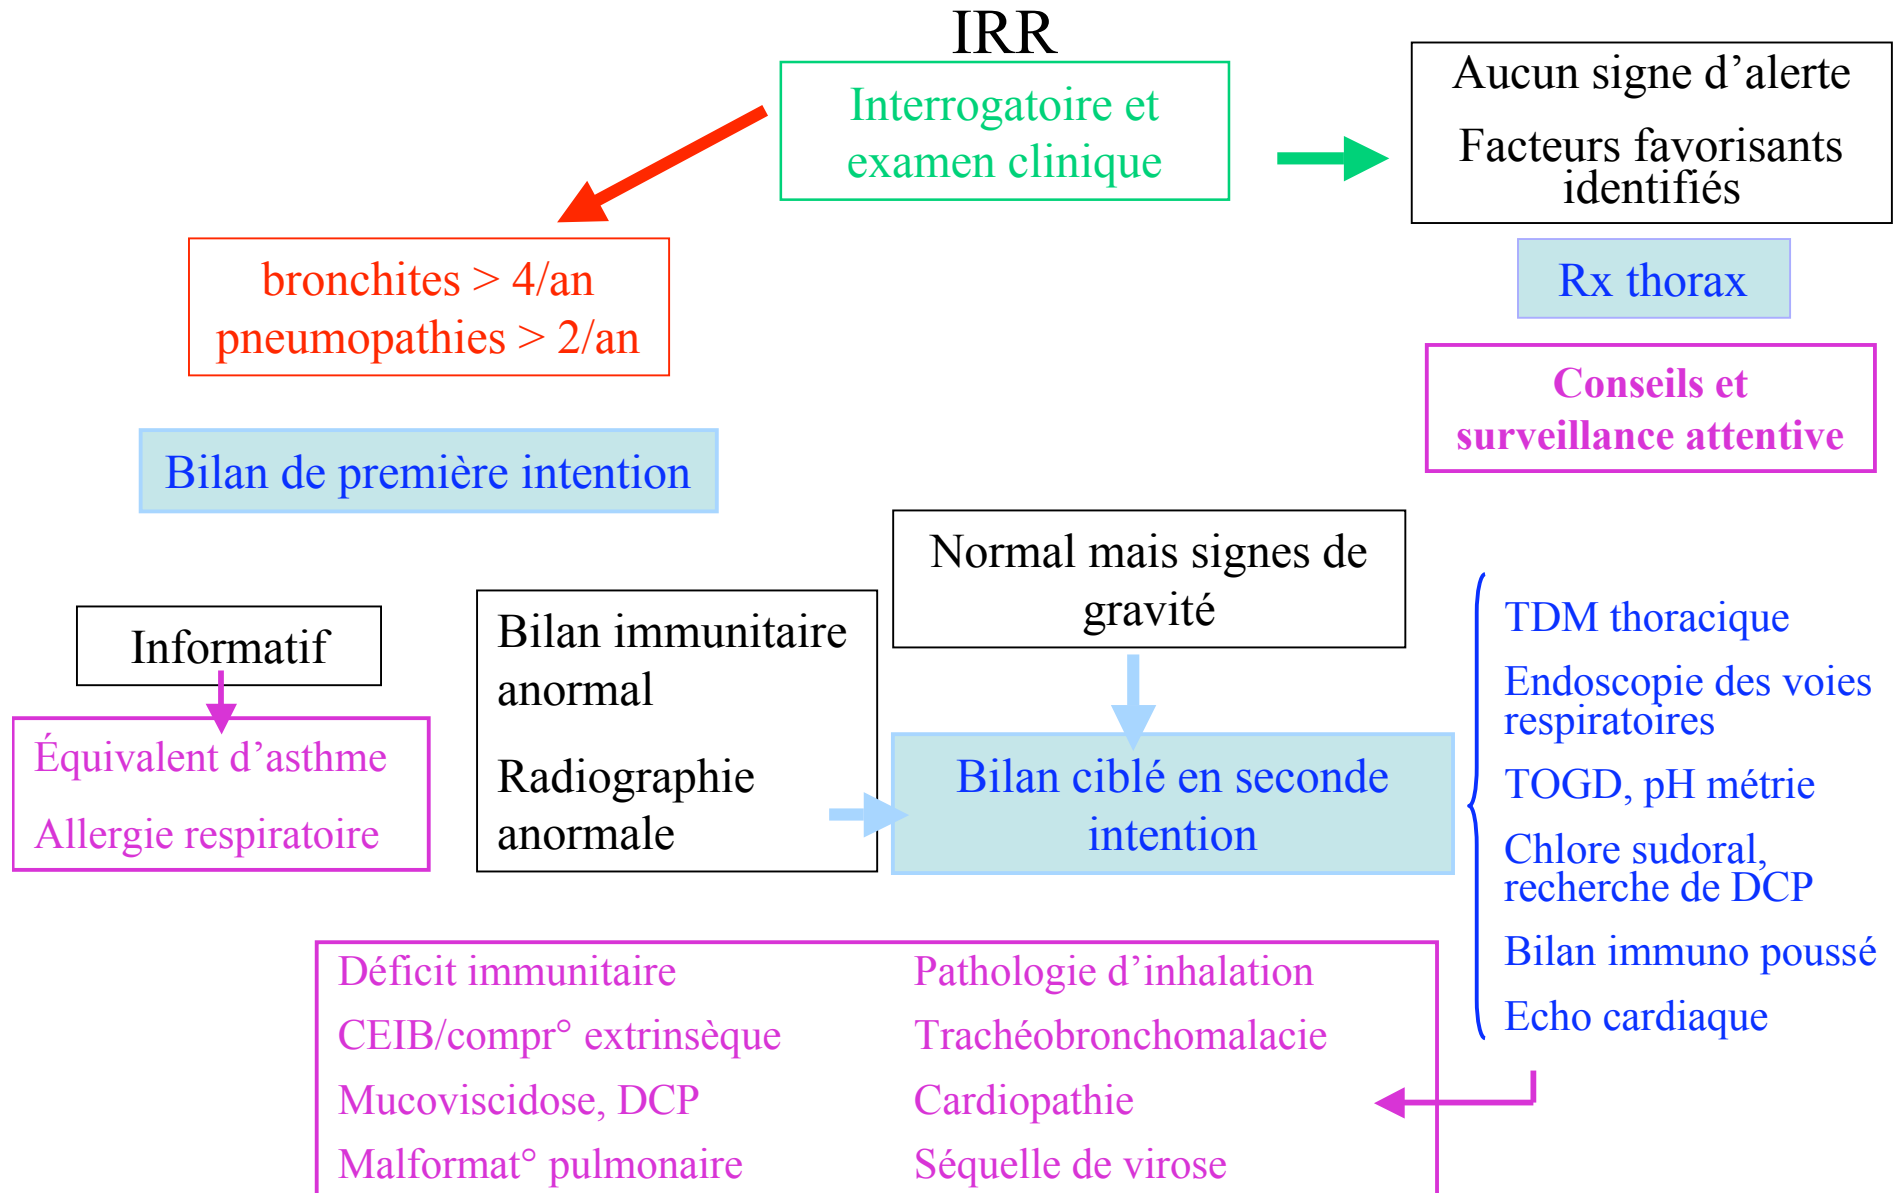 IRR
Interrogatoire et
examen clinique
Aucun signe d’alerte
Facteurs favorisants
identifiés
bronchites > 4/an
pneumopathies > 2/an
Rx thorax
Conseils et
surveillance attentive
Bilan de première intention
Normal mais signes de
gravité
Informatif
Bilan immunitaire
anormal
Radiographie
anormale
Équivalent d’asthme
Allergie respiratoire
Bilan ciblé en seconde
intention
TDM thoracique
Endoscopie des voies
respiratoires
TOGD, pH métrie
Chlore sudoral,
recherche de DCP
Bilan immuno poussé
Echo cardiaque
Déficit immunitaire
CEIB/compr° extrinsèque
Mucoviscidose, DCP
Malformat° pulmonaire
Pathologie d’inhalation
Trachéobronchomalacie
Cardiopathie
Séquelle de virose